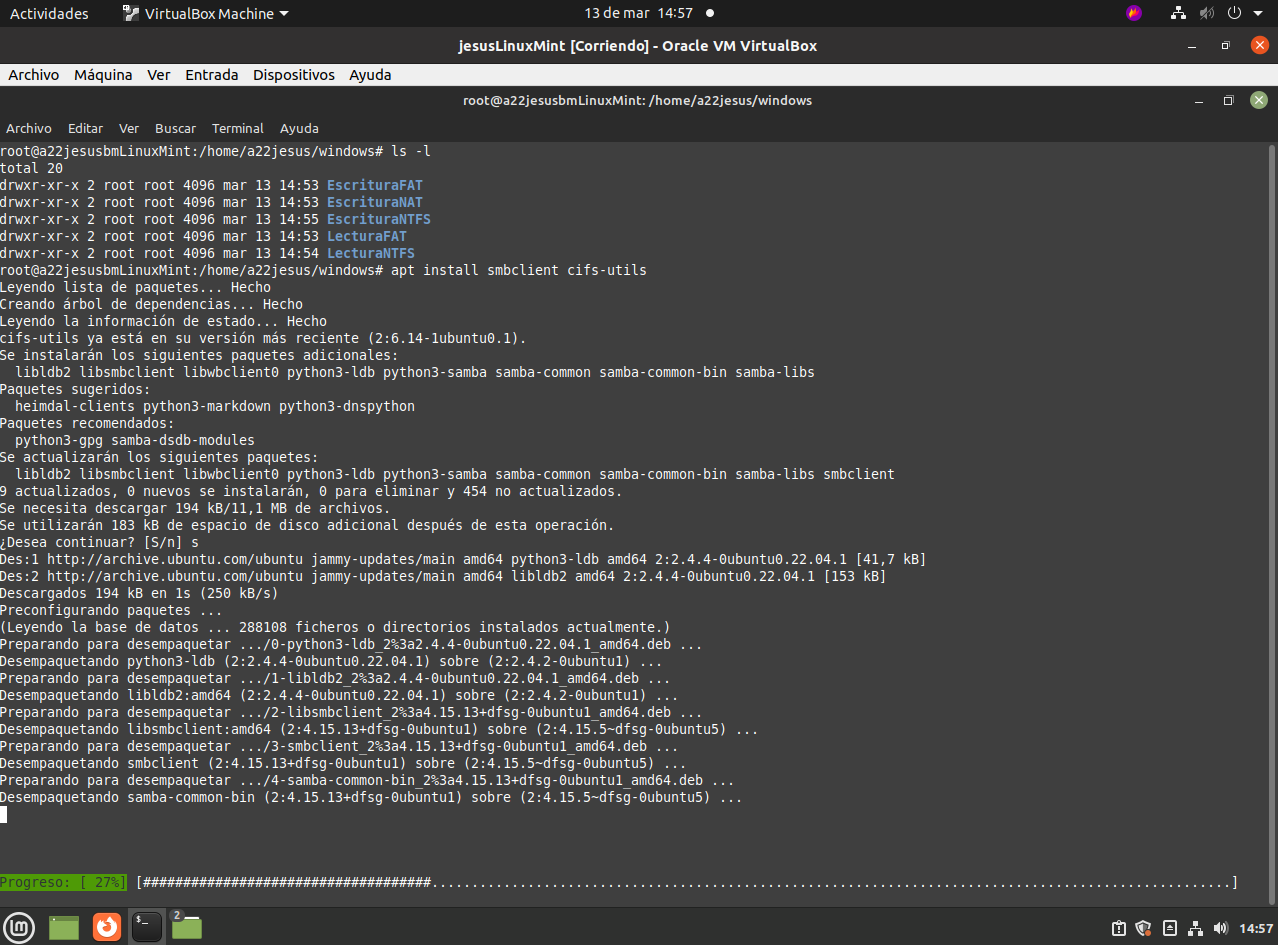 Actividades VirtualBox Machine 13 de mar 14:57
jesusLinuxMint [Corriendo] - Oracle VM VirtualBox
Archivo Máquina Ver Entrada Dispositivos Ayuda
root@a22jesusbmLinuxMint: /home/a22jesus/windows
Archivo Editar Ver Buscar Terminal Ayuda
root@a22jesusbmLinuxMint:/home/a22jesus/windows# ls -l
total 20
drwxr-xr-x 2 root root 4096 mar 13 14:53 EscrituraFAT
drwxr-xr-x 2 root root 4096 mar 13 14:53 EscrituraNAT
drwxr-xr-x 2 root root 4096 mar 13 14:55 EscrituraNTFS
drwxr-xr-x 2 root root 4096 mar 13 14:53 LecturaFAT
drwxr-xr-x 2 root root 4096 mar 13 14:54 LecturaNTFS
root@a22jesusbmLinuxMint:/home/a22jesus/windows# apt install smbclient cifs-utils
Leyendo lista de paquetes... Hecho
Creando árbol de dependencias... Hecho
Leyendo la información de estado... Hecho
cifs-utils ya está en su versión más reciente (2:6.14-1ubuntu0.1).
Se instalarán los siguientes paquetes adicionales:
  libldb2 libsmbclient libwbclient0 python3-ldb python3-samba samba-common samba-common-bin samba-libs
Paquetes sugeridos:
  heimdal-clients python3-markdown python3-dnspython
Paquetes recomendados:
  python3-gpg samba-dsdb-modules
Se actualizarán los siguientes paquetes:
  libldb2 libsmbclient libwbclient0 python3-ldb python3-samba samba-common samba-common-bin samba-libs smbclient
9 actualizados, 0 nuevos se instalarán, 0 para eliminar y 454 no actualizados.
Se necesita descargar 194 kB/11,1 MB de archivos.
Se utilizarán 183 kB de espacio de disco adicional después de esta operación.
¿Desea continuar? [S/n] s
Des:1 http://archive.ubuntu.com/ubuntu jammy-updates/main amd64 python3-ldb amd64 2:2.4.4-0ubuntu0.22.04.1 [41,7 kB]
Des:2 http://archive.ubuntu.com/ubuntu jammy-updates/main amd64 libldb2 amd64 2:2.4.4-0ubuntu0.22.04.1 [153 kB]
Descargados 194 kB en 1s (250 kB/s)
Preconfigurando paquetes ...
(Leyendo la base de datos ... 288108 ficheros o directorios instalados actualmente.)
Preparando para desempaquetar .../0-python3-ldb_2%3a2.4.4-0ubuntu0.22.04.1_amd64.deb ...
Desempaquetando python3-ldb (2:2.4.4-0ubuntu0.22.04.1) sobre (2:2.4.2-0ubuntu1) ...
Preparando para desempaquetar .../1-libldb2_2%3a2.4.4-0ubuntu0.22.04.1_amd64.deb ...
Desempaquetando libldb2:amd64 (2:2.4.4-0ubuntu0.22.04.1) sobre (2:2.4.2-0ubuntu1) ...
Preparando para desempaquetar .../2-libsmbclient_2%3a4.15.13+dfsg-0ubuntu1_amd64.deb ...
Desempaquetando libsmbclient:amd64 (2:4.15.13+dfsg-0ubuntu1) sobre (2:4.15.5~dfsg-0ubuntu5) ...
Preparando para desempaquetar .../3-smbclient_2%3a4.15.13+dfsg-0ubuntu1_amd64.deb ...
Desempaquetando smbclient (2:4.15.13+dfsg-0ubuntu1) sobre (2:4.15.5~dfsg-0ubuntu5) ...
Preparando para desempaquetar .../4-samba-common-bin_2%3a4.15.13+dfsg-0ubuntu1_amd64.deb ...
Desempaquetando samba-common-bin (2:4.15.13+dfsg-0ubuntu1) sobre (2:4.15.5~dfsg-0ubuntu5) ...
Progreso: [ 27%] [####################################....................................................................................................]
2
14:57